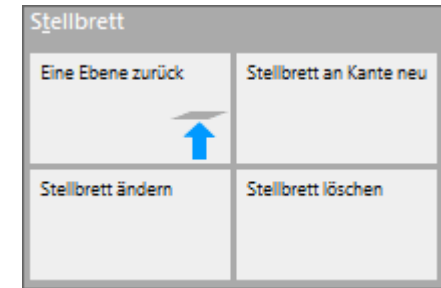 Stellbrett
Eine Ebene zurück
Stellbrett an Kante neu
Stellbrett ändern
Stellbrett löschen